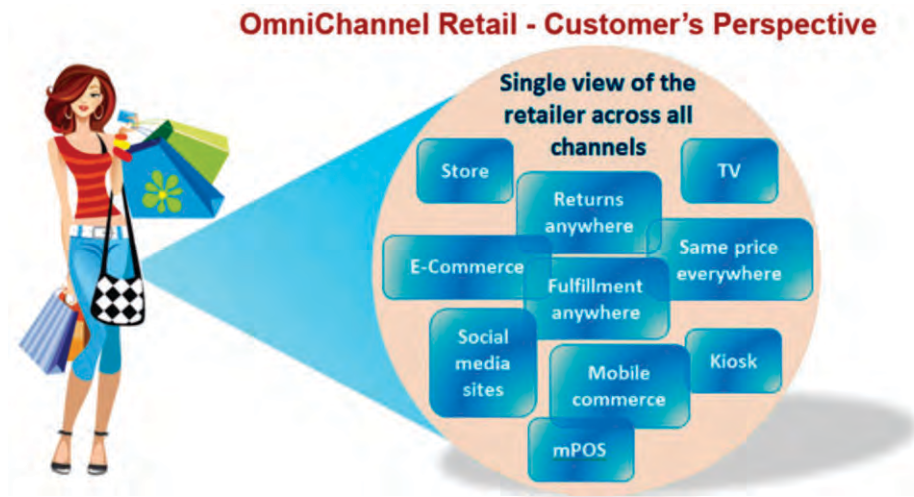 OmniChannel Retail - Customer's Perspective
Single view of the
retailer across all
channels
Store
TV
Returns
anywhere
E-Commerce
Same price
everywhere
Fulfillment
anywhere
Social
media
sites
Mobile
commerce
Kiosk
mPOS